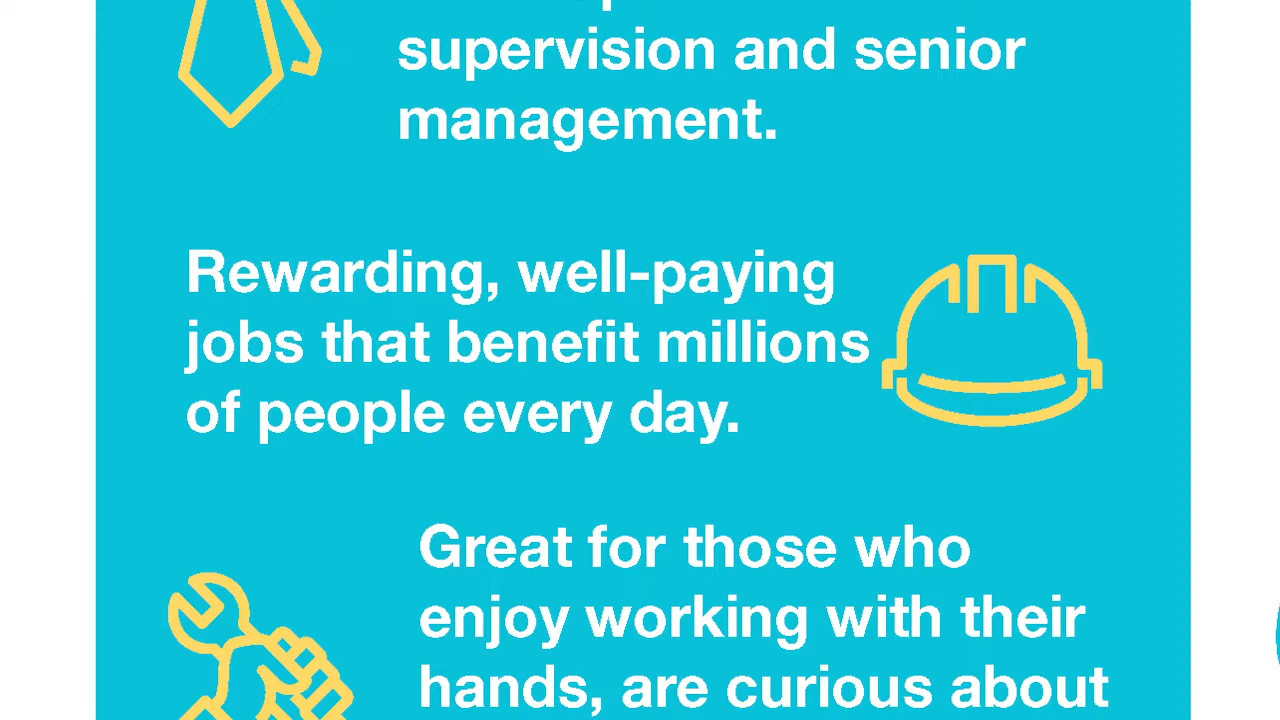 supervision and senior
management.
Rewarding, well-paying
jobs that benefit millions
of people every day.
Great for those who
enjoy working with their
hands, are curious about